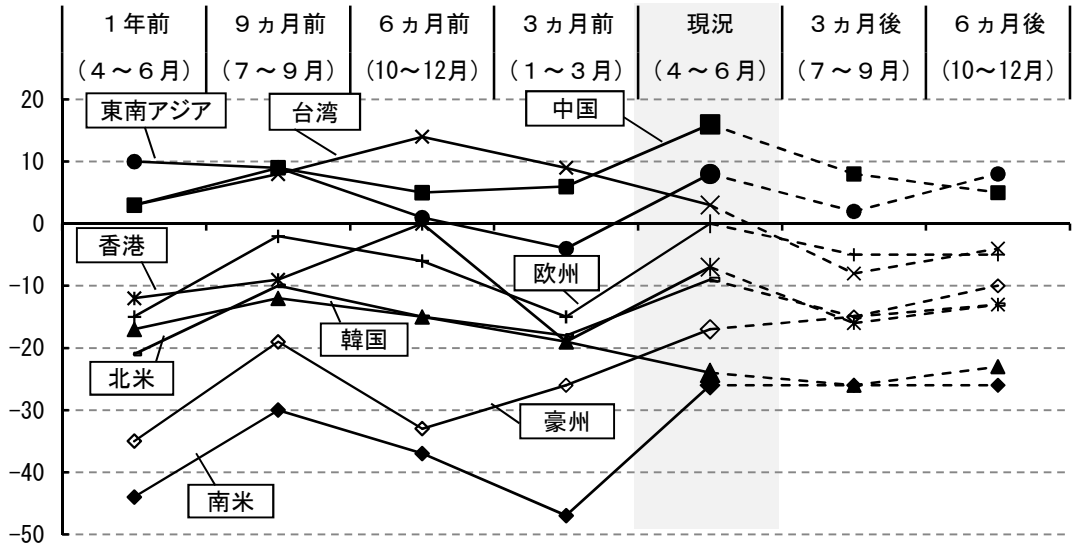 １年前 ９ヵ月前 ６ヵ月前 ３ヵ月前 現況 ３ヵ月後 ６ヵ月後
（４～６月） （７～９月） （10～12月） （１～３月） （４～６月） （７～９月） （10～12月）
20
東南アジア 台湾 中国
10
0
香港 欧州
-10
韓国
-20
北米
豪州
-30
-40
南米
-50